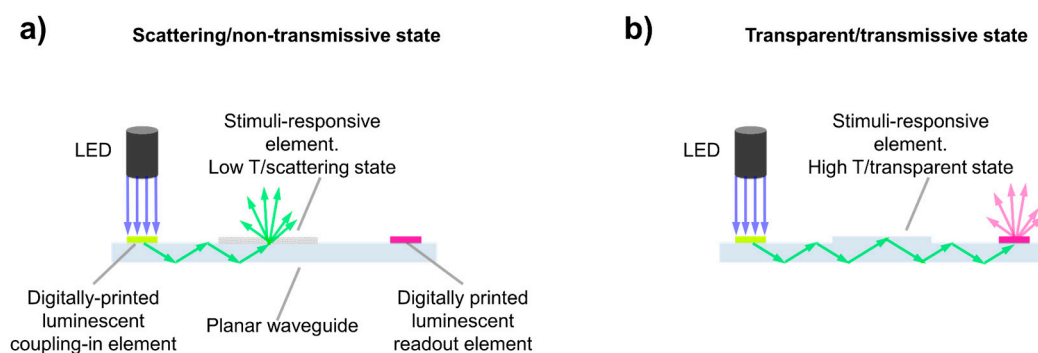 a)
Scattering/non-transmissive state
LED
Stimuli-responsive
element.
Low T/scattering state
Digitally-printed
luminescent
coupling-in element
Planar waveguide
Digitally printed
luminescent
readout element
b)
Transparent/transmissive state
LED
Stimuli-responsive
element.
High T/transparent state